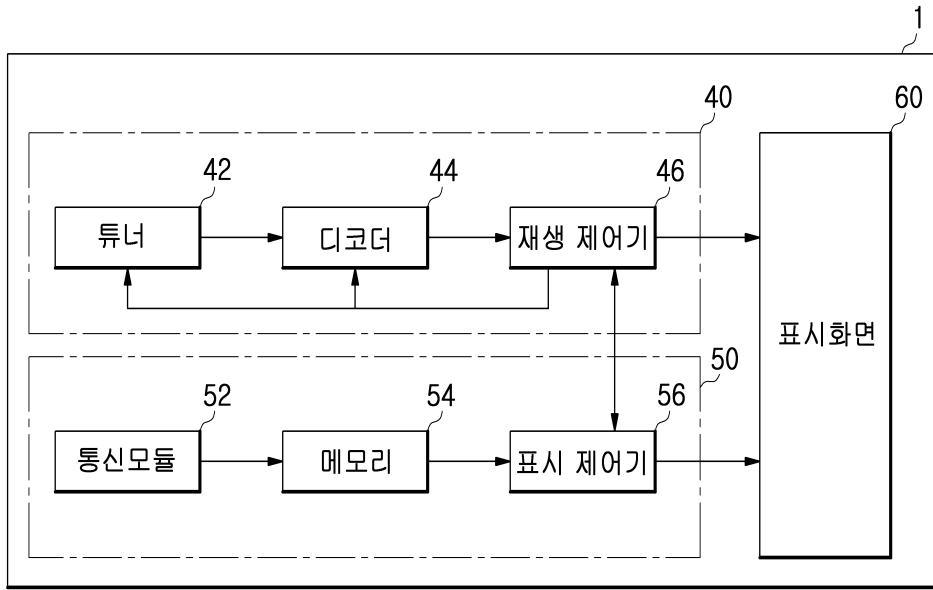 1
40
60
42
44
46
튜너
디코더
재생 제어기
표시화면
50
52
54
56
통신모듈
메모리
표시 제어기